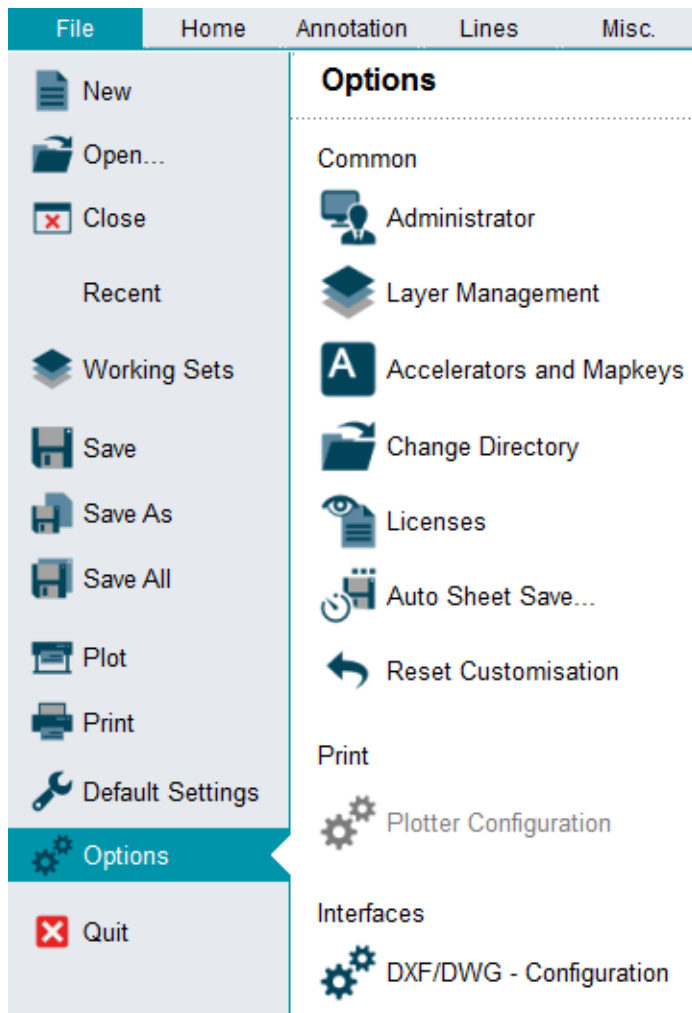 File Home Annotation Lines Misc.
New
Open...
Close
Recent
Working Sets
Save
Save As
Save All
Plot
Print
Default Settings
Options
Quit
Options
Common
Administrator
Layer Management
A Accelerators and Mapkeys
Change Directory
Licenses
Auto Sheet Save...
Reset Customisation
Print
Plotter Configuration
Interfaces
DXF/DWG - Configuration